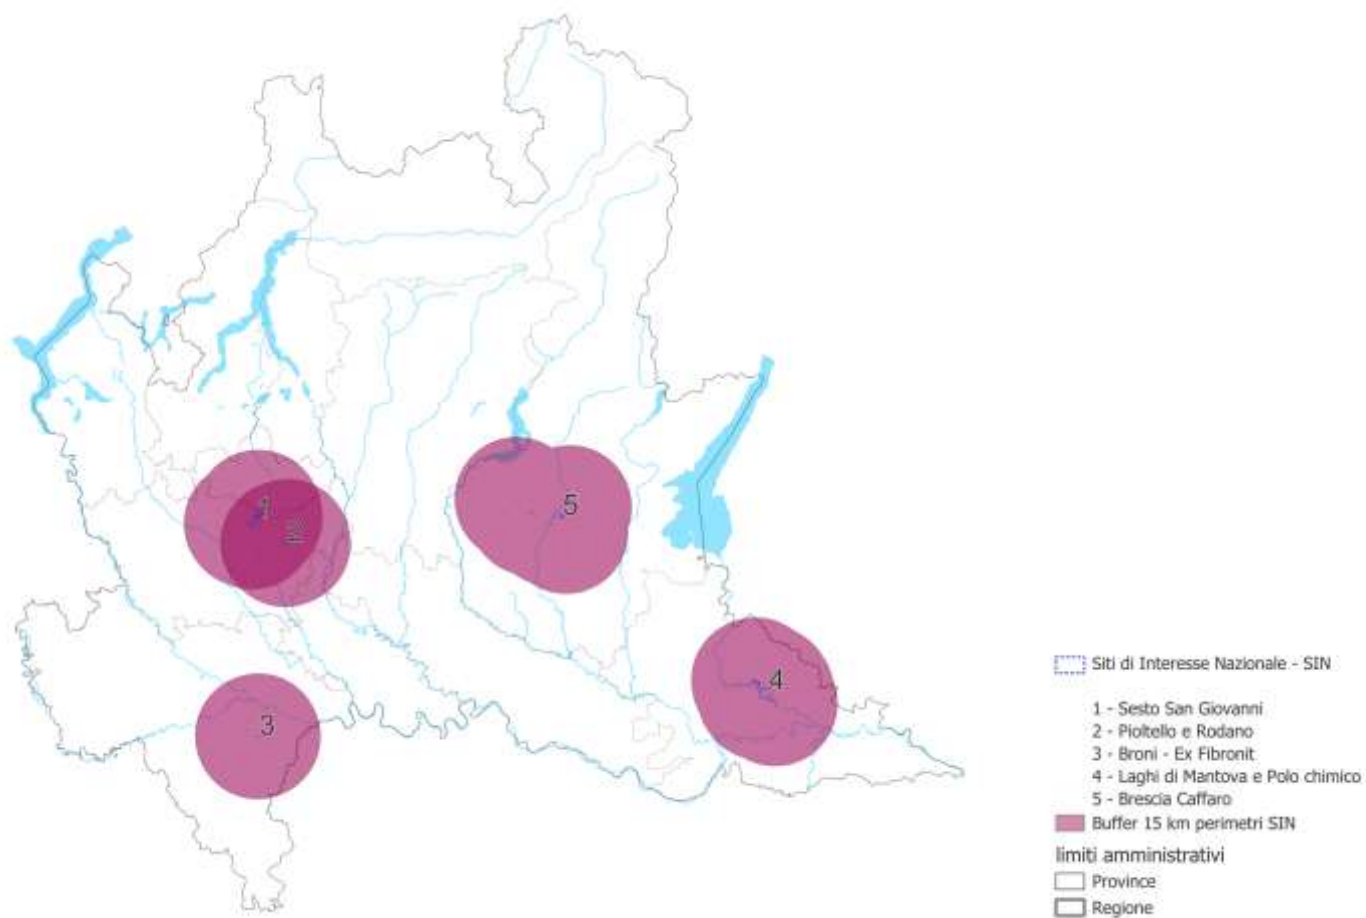 1
2
5
4
3
Siti di Interesse Nazionale - SIN
1 - Sesto San Giovanni
2 - Pioltello e Rodano
3 - Broni - Ex Fibronit
4 - Laghi di Mantova e Polo chimico
5 - Brescia Caffaro
Buffer 15 km perimetri SIN
limiti amministrativi
Province
Regione